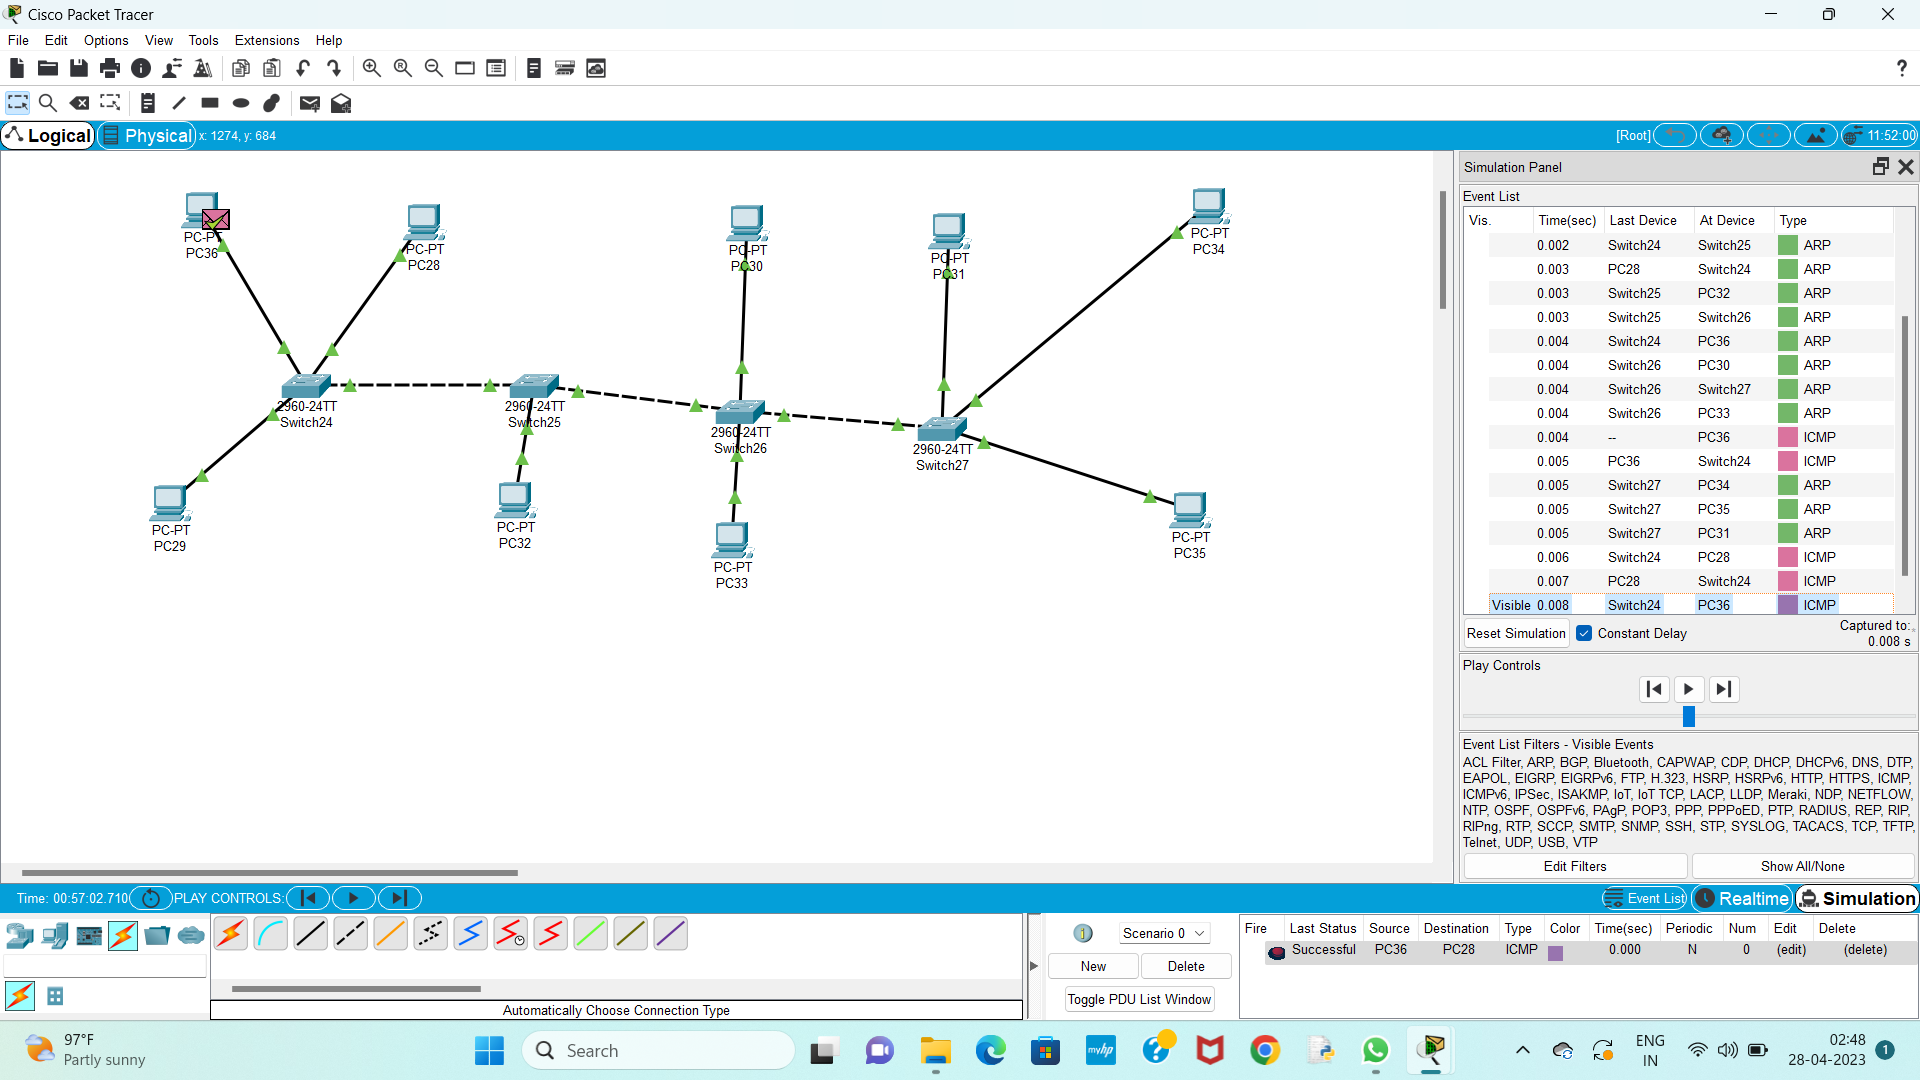 Cisco Packet Tracer
File Edit Options View Tools Extensions Help
Logical Physical x: 1274, y: 684 [Root] 11:52:00
PC-PT
PC36
PC-PT
PC28
PC-PT
PC30
PC-PT
PC31
PC-PT
PC34
2960-24TT
Switch24
2960-24TT
Switch25
2960-24TT
Switch26
2960-24TT
Switch27
PC-PT
PC29
PC-PT
PC32
PC-PT
PC33
PC-PT
PC35
Simulation Panel
Event List
Vis. Time(sec) Last Device At Device Type
0.002 Switch24 Switch25 ARP
0.003 PC28 Switch24 ARP
0.003 Switch25 PC32 ARP
0.003 Switch25 Switch26 ARP
0.004 Switch24 PC36 ARP
0.004 Switch26 PC30 ARP
0.004 Switch26 Switch27 ARP
0.004 Switch26 PC33 ARP
0.004 -- PC36 ICMP
0.005 PC36 Switch24 ICMP
0.005 Switch27 PC34 ARP
0.005 Switch27 PC35 ARP
0.005 Switch27 PC31 ARP
0.006 Switch24 PC28 ICMP
0.007 PC28 Switch24 ICMP
Visible 0.008 Switch24 PC36 ICMP
Reset Simulation Constant Delay Captured to:
0.008 s
Play Controls
Event List Filters - Visible Events
ACL Filter, ARP, BGP, Bluetooth, CAPWAP, CDP, DHCP, DHCPv6, DNS, DTP,
EAPOL, EIGRP, EIGRPv6, FTP, H.323, HSRP, HSRPv6, HTTP, HTTPS, ICMP,
ICMPv6, IPSec, ISAKMP, IoT, IoT TCP, LACP, LLDP, Meraki, NDP, NETFLOW,
NTP, OSPF, OSPFv6, PAgP, POP3, PPP, PPPoED, PTP, RADIUS, REP, RIP,
RIPng, RTP, SCCP, SMTP, SNMP, SSH, STP, SYSLOG, TACACS, TCP, TFTP,
Telnet, UDP, USB, VTP
Edit Filters Show All/None
Time: 00:57:02.710 PLAY CONTROLS: Event List Realtime Simulation
Automatically Choose Connection Type
1 Scenario 0
New Delete
Toggle PDU List Window
Fire Last Status Source Destination Type Color Time(sec) Periodic Num Edit Delete
Successful PC36 PC28 ICMP 0.000 N 0 (edit) (delete)
97°F
Partly sunny
Search
myhp
ENG
IN
02:48
28-04-2023
1